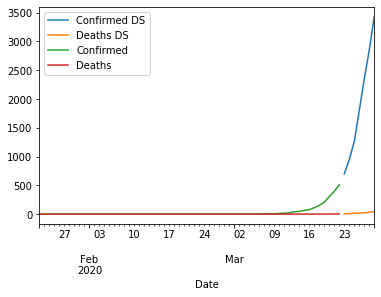 3500
3000
2500
2000
1500
1000
500
0
Confirmed DS
Deaths DS
Confirmed
Deaths
27 03 10 17 24 02 09 16 23
Feb Mar
2020
Date